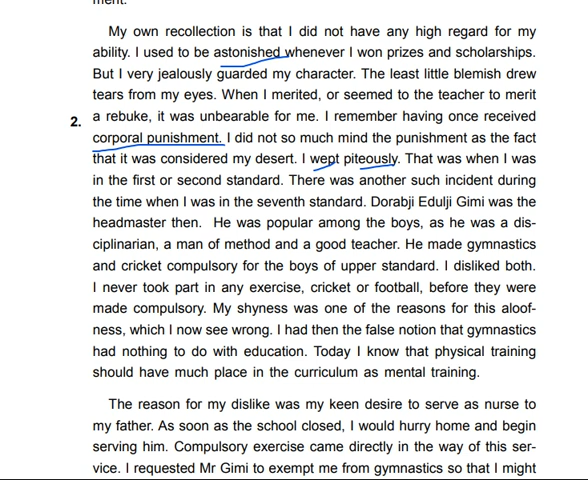 My own recollection is that I did not have any high regard for my
ability. I used to be astonished whenever I won prizes and scholarships.
But I very jealously guarded my character. The least little blemish drew
tears from my eyes. When I merited, or seemed to the teacher to merit
2. a rebuke, it was unbearable for me. I remember having once received
corporal punishment. I did not so much mind the punishment as the fact
that it was considered my desert. I wept piteously. That was when I was
in the first or second standard. There was another such incident during
the time when I was in the seventh standard. Dorabji Edulji Gimi was the
headmaster then. He was popular among the boys, as he was a dis-
ciplinarian, a man of method and a good teacher. He made gymnastics
and cricket compulsory for the boys of upper standard. I disliked both.
I never took part in any exercise, cricket or football, before they were
made compulsory. My shyness was one of the reasons for this aloof-
ness, which I now see wrong. I had then the false notion that gymnastics
had nothing to do with education. Today I know that physical training
should have much place in the curriculum as mental training.
The reason for my dislike was my keen desire to serve as nurse to
my father. As soon as the school closed, I would hurry home and begin
serving him. Compulsory exercise came directly in the way of this ser-
vice. I requested Mr Gimi to exempt me from gymnastics so that I might